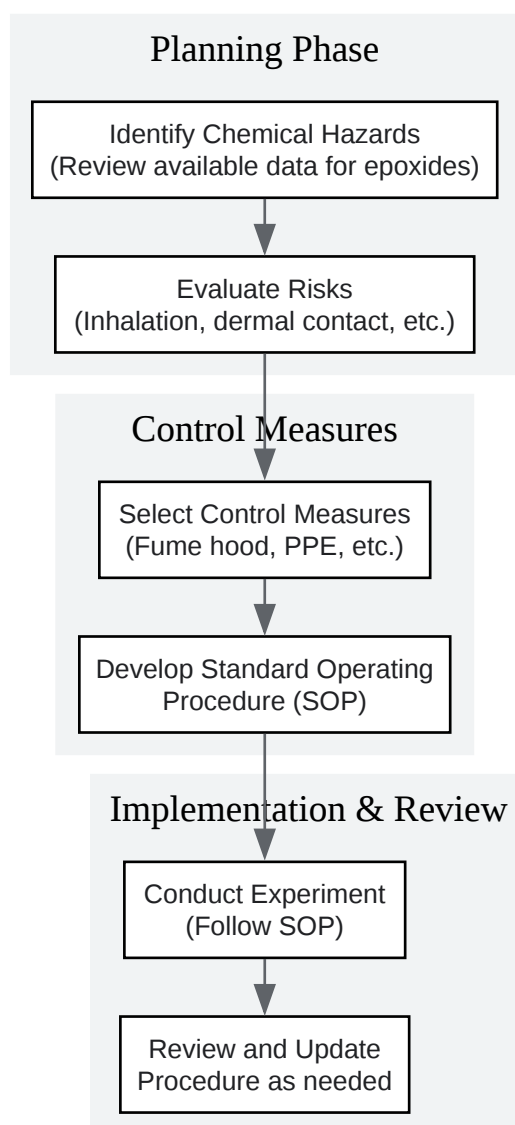 Planning Phase
Identify Chemical Hazards
(Review available data for epoxides)
Evaluate Risks
(Inhalation, dermal contact, etc.)
Control Measures
Select Control Measures
(Fume hood, PPE, etc.)
Develop Standard Operating
Procedure (SOP)
Implementation & Review
Conduct Experiment
(Follow SOP)
Review and Update
Procedure as needed